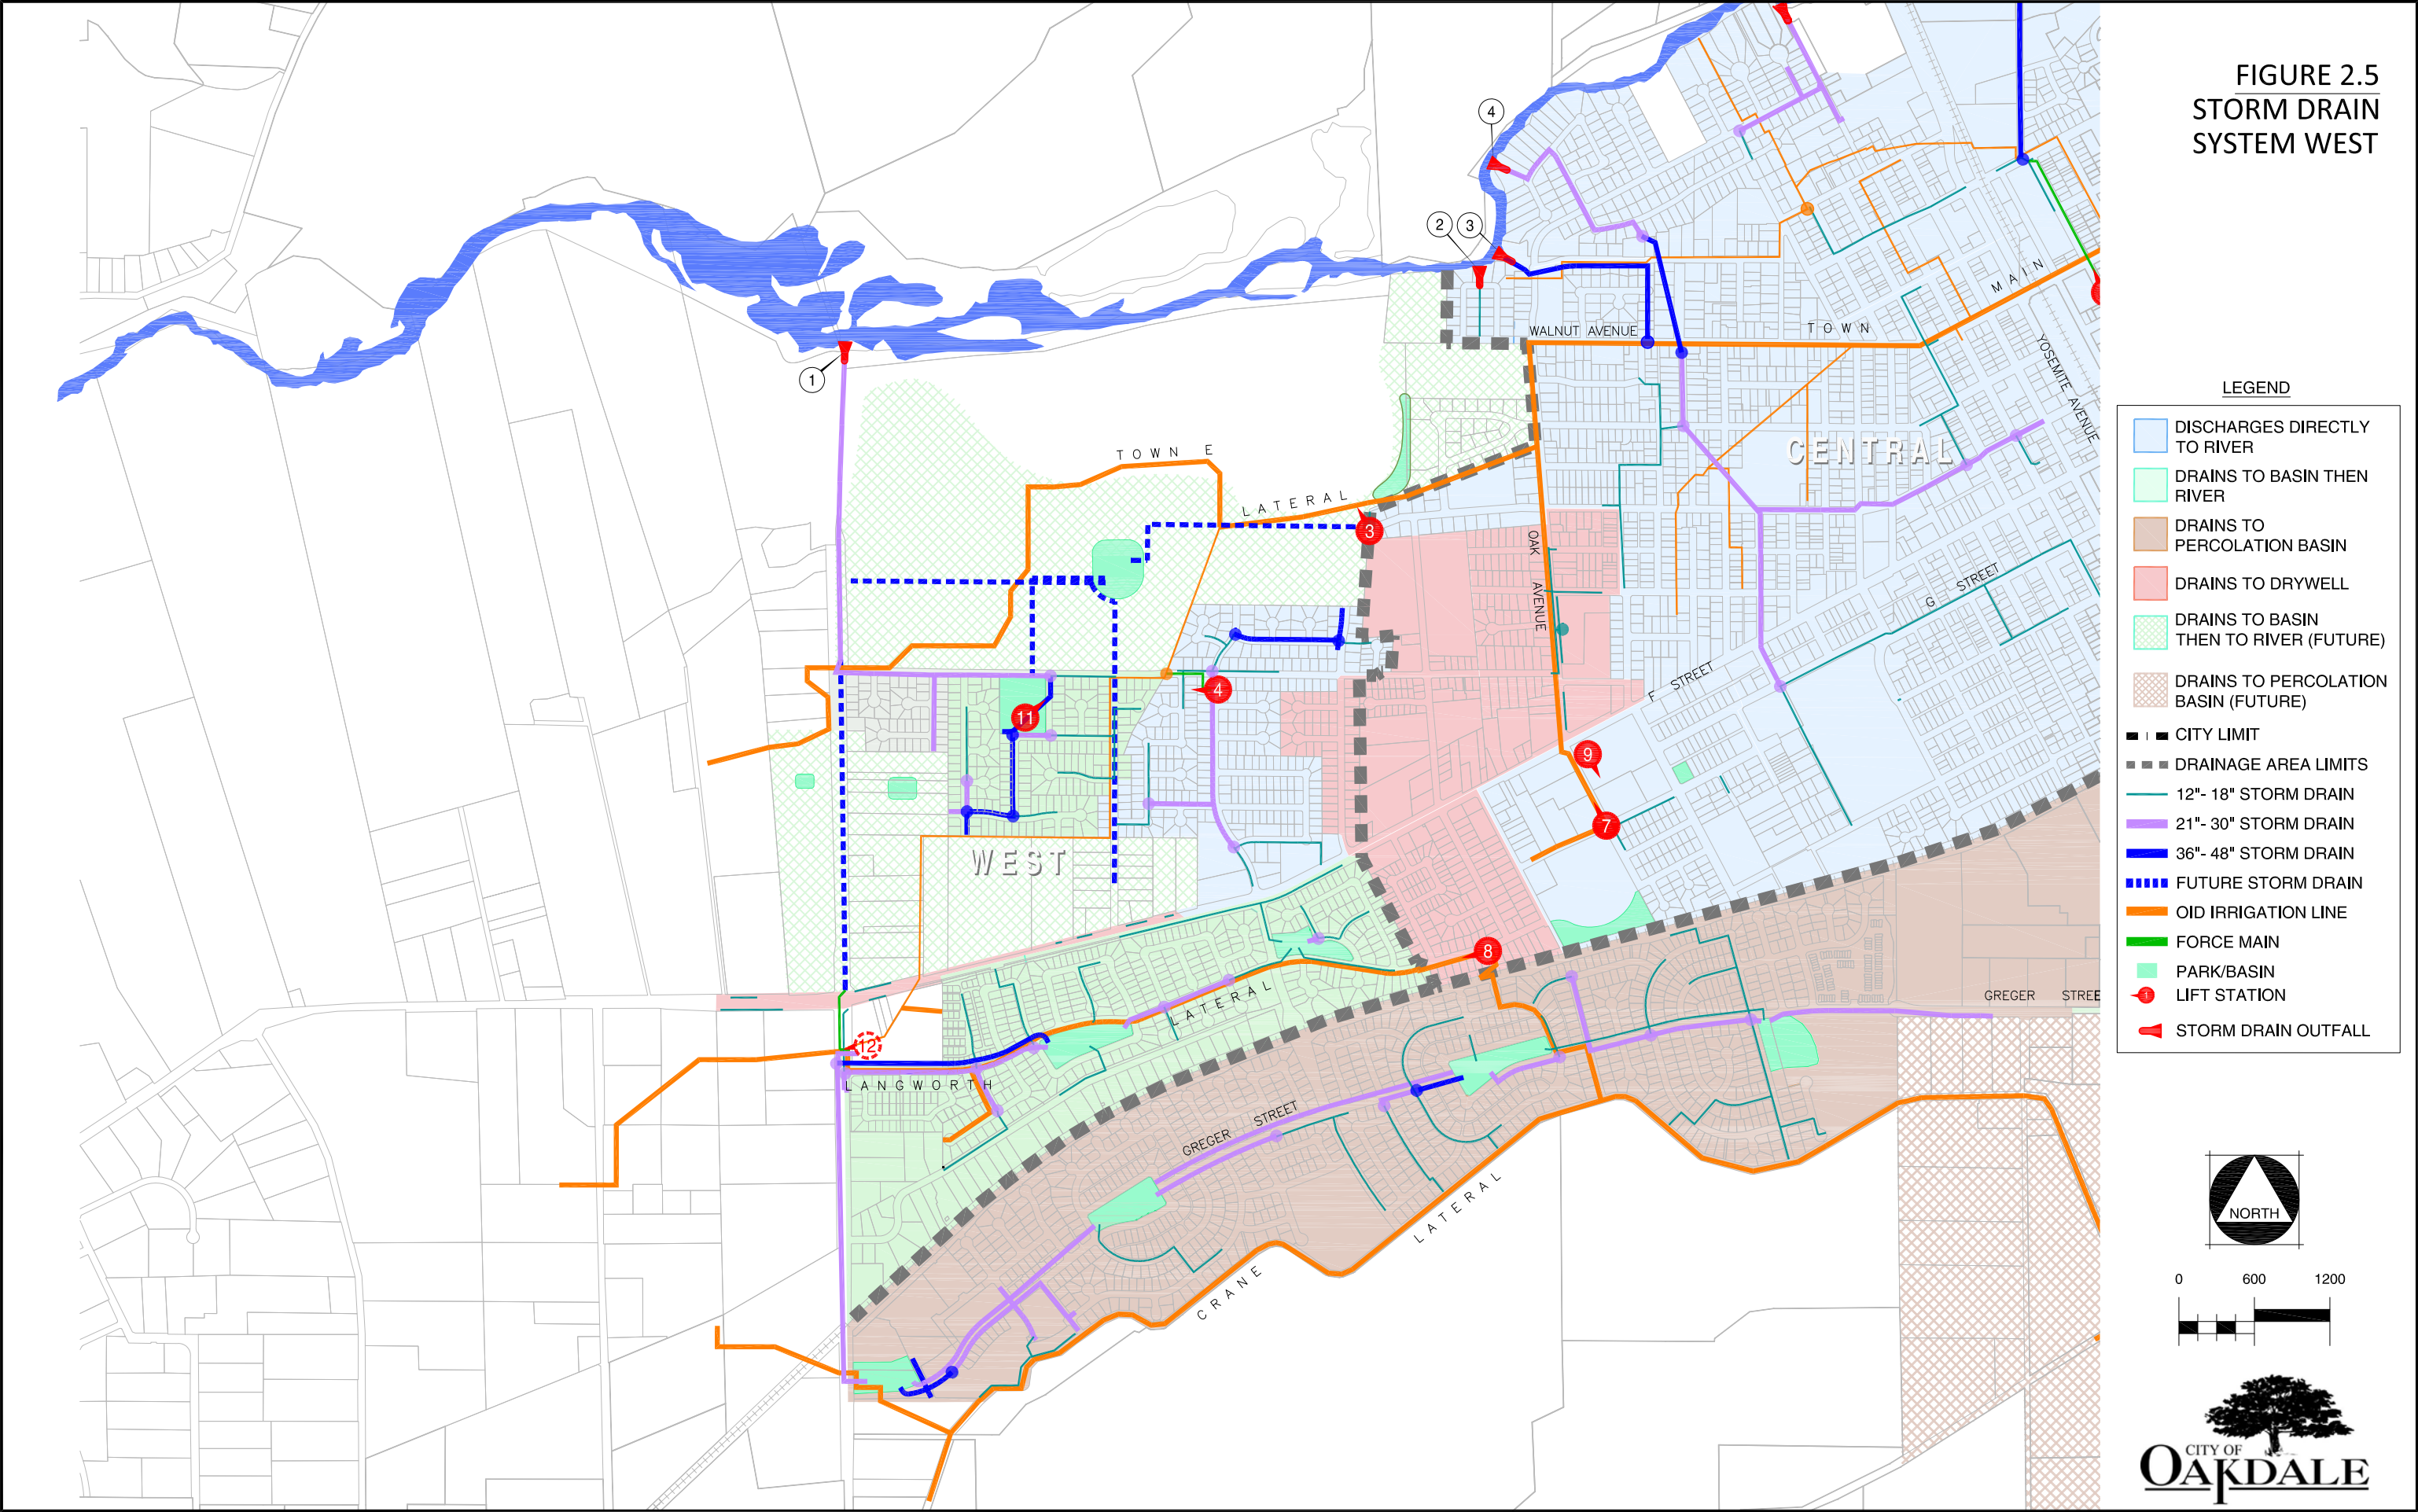 FIGURE 2.5
STORM DRAIN
SYSTEM WEST
4
2
3
1
WALNUT AVENUE
TOWN
MAIN
YOSEMITE AVENUE
TOWN E
LATERAL
CENTRAL
3
OAK AVENUE
G STREET
F STREET
4
11
9
7
WEST
8
12
LATERAL
LANGWORTH
GREGER STREE
GREGER STREET
LATERAL
CRANE
LEGEND
DISCHARGES DIRECTLY
TO RIVER
DRAINS TO BASIN THEN
RIVER
DRAINS TO
PERCOLATION BASIN
DRAINS TO DRYWELL
DRAINS TO BASIN
THEN TO RIVER (FUTURE)
DRAINS TO PERCOLATION
BASIN (FUTURE)
CITY LIMIT
DRAINAGE AREA LIMITS
12"- 18" STORM DRAIN
21"- 30" STORM DRAIN
36"- 48" STORM DRAIN
FUTURE STORM DRAIN
OID IRRIGATION LINE
FORCE MAIN
PARK/BASIN
1 LIFT STATION
STORM DRAIN OUTFALL
NORTH
0 600 1200
CITY OF
OAKDALE